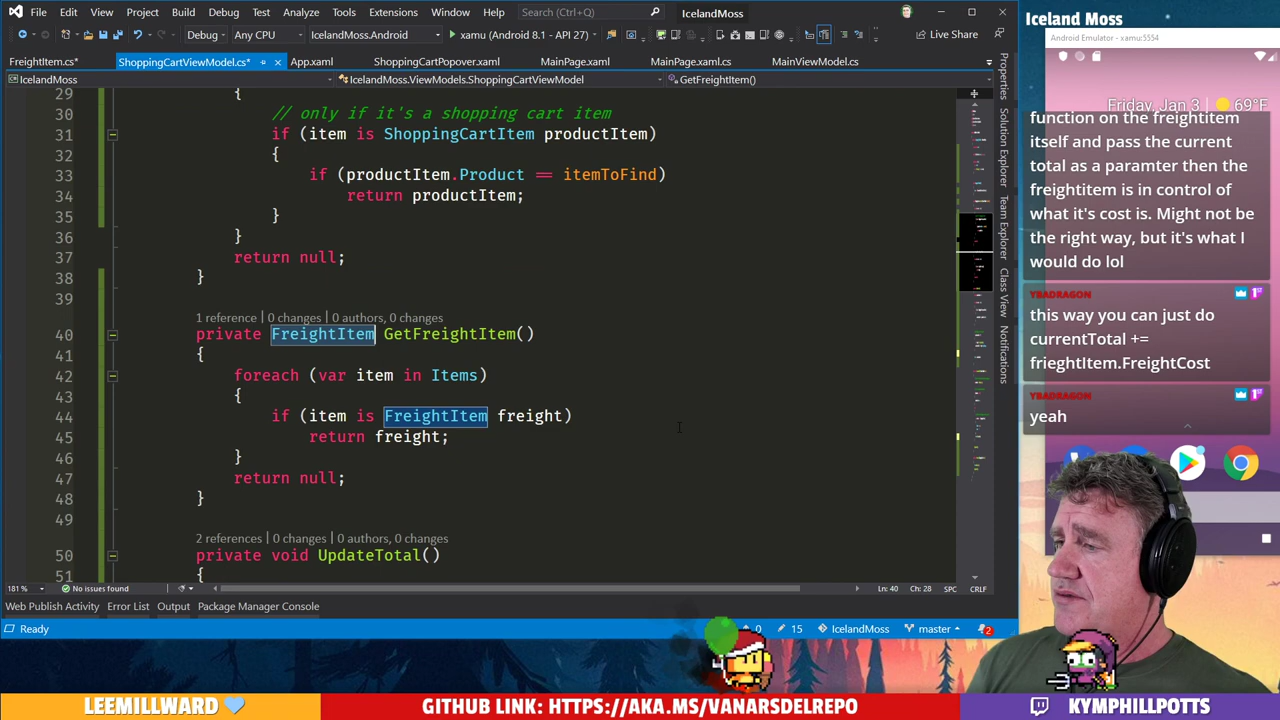 File Edit View Project Build Debug Test Analyze Tools Extensions Window Help Search (Ctrl+Q) IcelandMoss
Debug Any CPU IcelandMoss.Android xamu (Android 8.1 - API 27) Live Share
FreightItem.cs* ShoppingCartViewModel.cs* App.xaml ShoppingCartPopover.xaml MainPage.xaml MainPage.xaml.cs MainViewModel.cs
IcelandMoss IcelandMoss.ViewModels.ShoppingCartViewModel GetFreightItem()
29 {
30 // only if it's a shopping cart item
31 if (item is ShoppingCartItem productItem)
32 {
33 if (productItem.Product == itemToFind)
34 return productItem;
35 }
36 }
37 return null;
38 }
39
1 reference | 0 changes | 0 authors, 0 changes
40 private FreightItem GetFreightItem()
41 {
42 foreach (var item in Items)
43 {
44 if (item is FreightItem freight)
45 return freight;
46 }
47 return null;
48 }
49
2 references | 0 changes | 0 authors, 0 changes
50 private void UpdateTotal()
51 {
181 % No issues found Ln: 40 Ch: 28 SPC CRLF
Web Publish Activity Error List Output Package Manager Console
Ready 0 15 IcelandMoss master 2
Properties
Solution Explorer
Team Explorer
Class View
Notifications
Iceland Moss
Android Emulator - xamu:5554
Friday, Jan 3 69°F
function on the freightitem
itself and pass the current
total as a paramter then the
freightitem is in control of
what it's cost is. Might not be
the right way, but it's what I
would do lol
YBADRAGON
this way you can just do
currentTotal +=
frieghtItem.FreightCost
YBADRAGON
yeah
LEEMILLWARD
GITHUB LINK: HTTPS://AKA.MS/VANARSDELREPO
KYMPHILLPOTTS